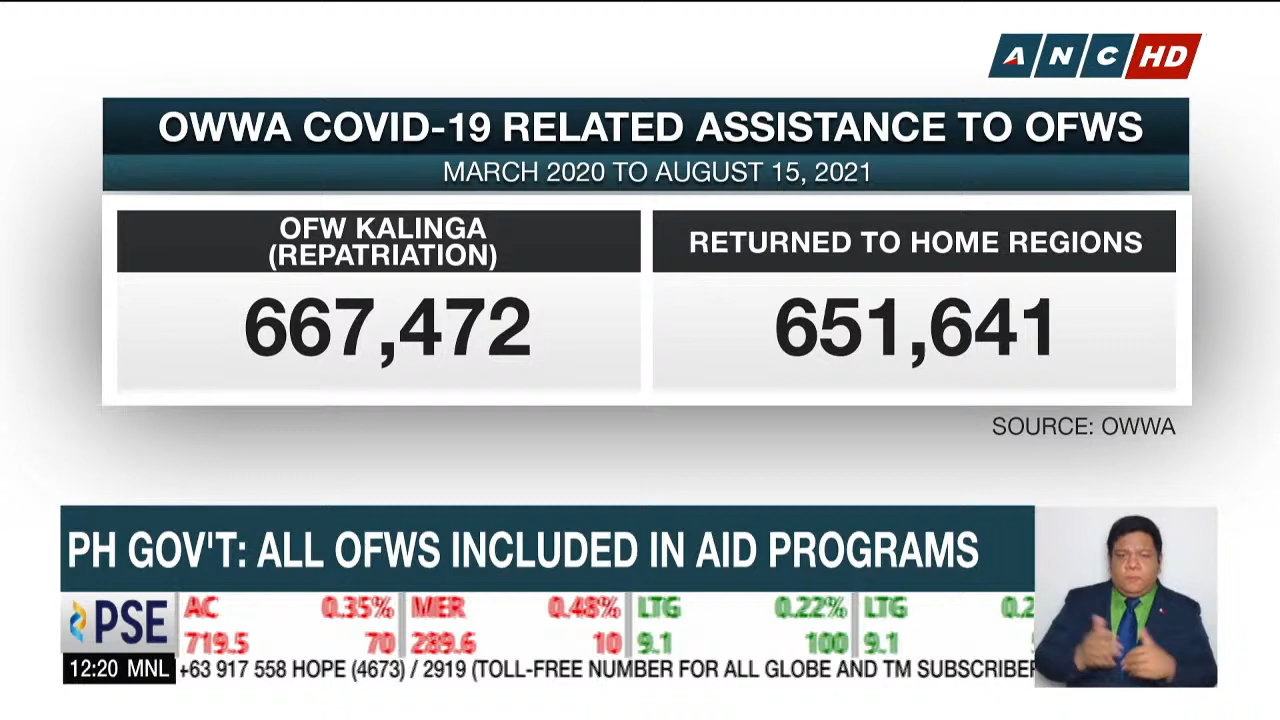 ANC HD
OWWA COVID-19 RELATED ASSISTANCE TO OFWS
MARCH 2020 TO AUGUST 15, 2021
OFW KALINGA
(REPATRIATION)
667,472
RETURNED TO HOME REGIONS
651,641
SOURCE: OWWA
PH GOV'T: ALL OFWS INCLUDED IN AID PROGRAMS
PSE
AC 0.35% MER 0.48% LTG 0.22% LTG 0.2
719.5 70 289.6 10 9.1 100 9.1
12:20 MNL +63 917 558 HOPE (4673) / 2919 (TOLL-FREE NUMBER FOR ALL GLOBE AND TM SUBSCRIBER